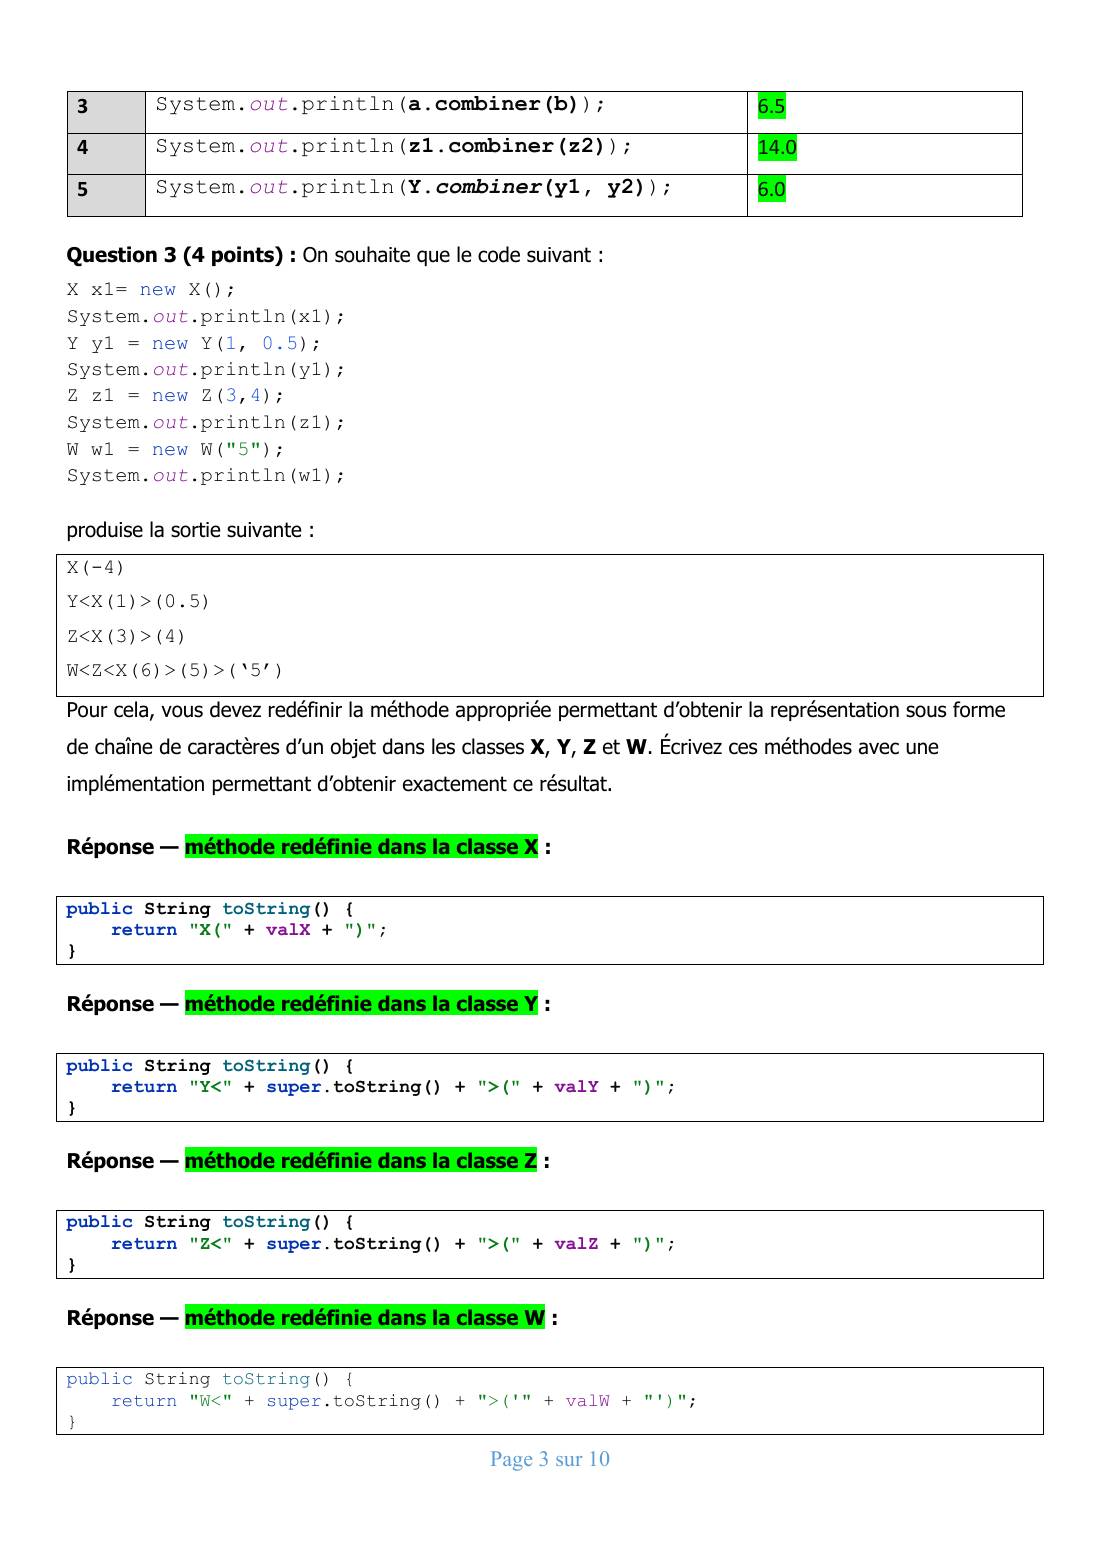 3 System.out.println(a.combiner(b)); 6.5
4 System.out.println(z1.combiner(z2)); 14.0
5 System.out.println(Y.combiner(y1, y2)); 6.0
Question 3 (4 points) : On souhaite que le code suivant :
X x1= new X();
System.out.println(x1);
Y y1 = new Y(1, 0.5);
System.out.println(y1);
Z z1 = new Z(3,4);
System.out.println(z1);
W w1 = new W("5");
System.out.println(w1);
produise la sortie suivante :
X(-4)
Y<X(1)>(0.5)
Z<X(3)>(4)
W<Z<X(6)>(5)>(‘5’)
Pour cela, vous devez redéfinir la méthode appropriée permettant d’obtenir la représentation sous forme
de chaîne de caractères d’un objet dans les classes X, Y, Z et W. Écrivez ces méthodes avec une
implémentation permettant d’obtenir exactement ce résultat.
Réponse — méthode redéfinie dans la classe X :
public String toString() {
    return "X(" + valX + ")";
}
Réponse — méthode redéfinie dans la classe Y :
public String toString() {
    return "Y<" + super.toString() + ">(" + valY + ")";
}
Réponse — méthode redéfinie dans la classe Z :
public String toString() {
    return "Z<" + super.toString() + ">(" + valZ + ")";
}
Réponse — méthode redéfinie dans la classe W :
public String toString() {
    return "W<" + super.toString() + ">('" + valW + "')";
}
Page 3 sur 10